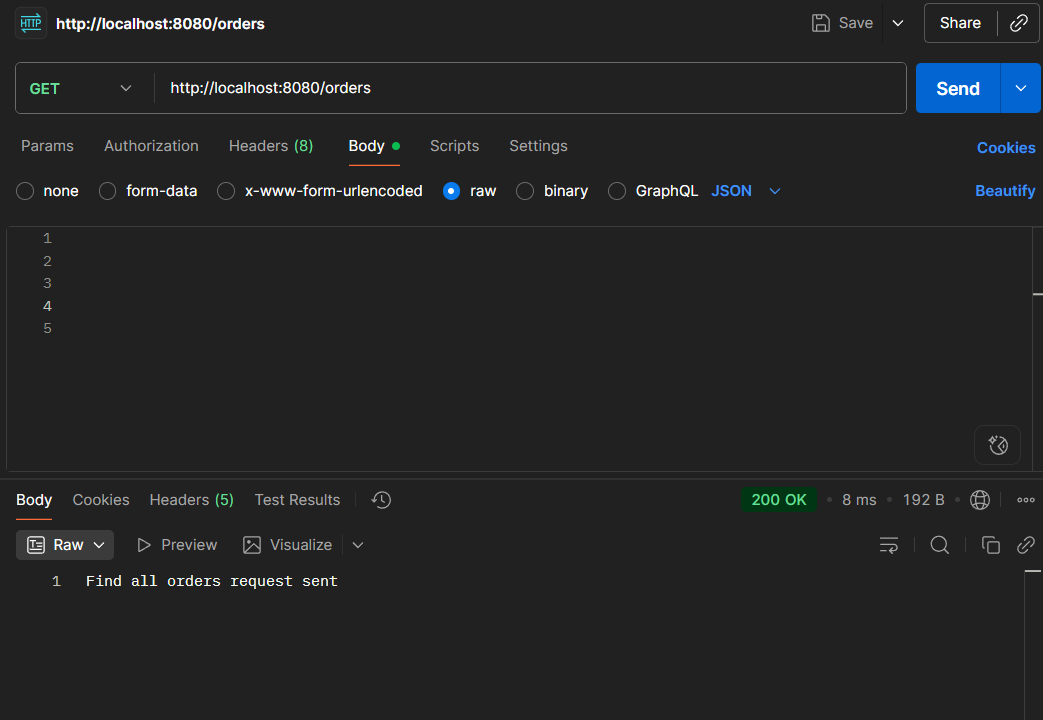 HTTP http://localhost:8080/orders Save Share
GET http://localhost:8080/orders Send
Params Authorization Headers (8) Body Scripts Settings Cookies
none form-data x-www-form-urlencoded raw binary GraphQL JSON Beautify
1
2
3
4
5
Body Cookies Headers (5) Test Results 200 OK • 8 ms • 192 B •
Raw Preview Visualize
1 Find all orders request sent